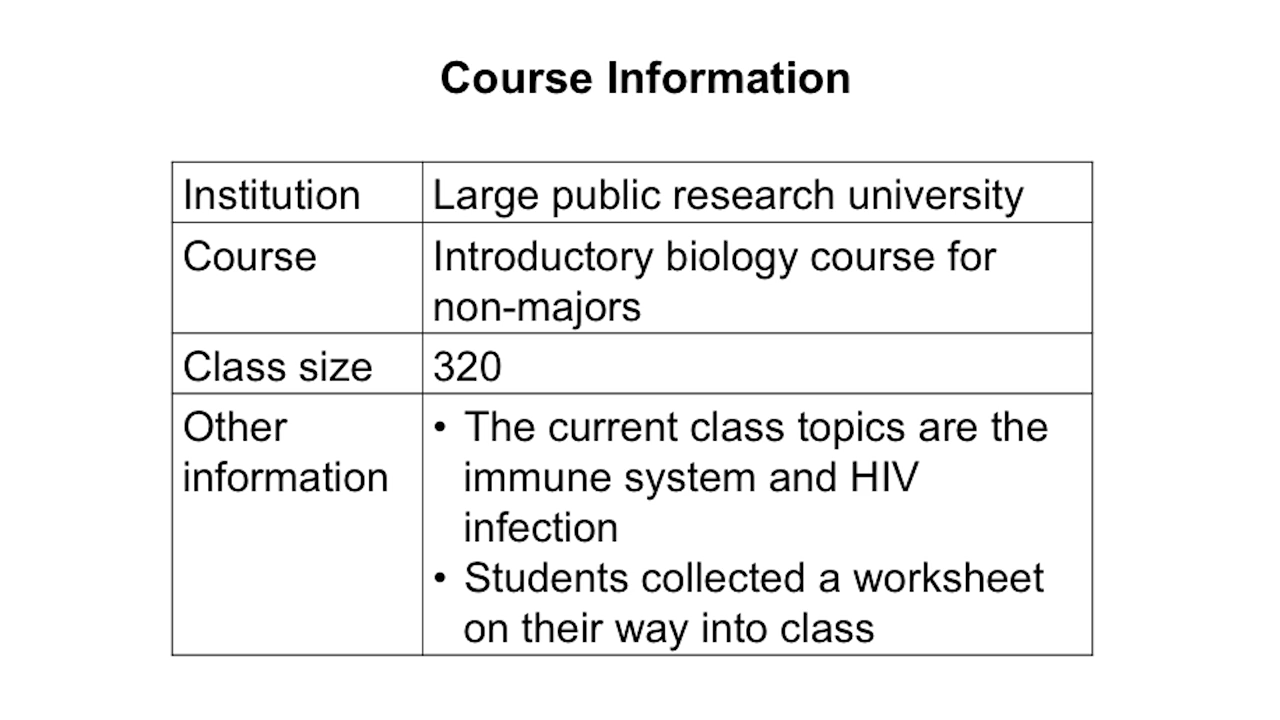 Course Information
Institution
Large public research university
Course
Introductory biology course for
non-majors
Class size
320
Other
information
• The current class topics are the
immune system and HIV
infection
• Students collected a worksheet
on their way into class